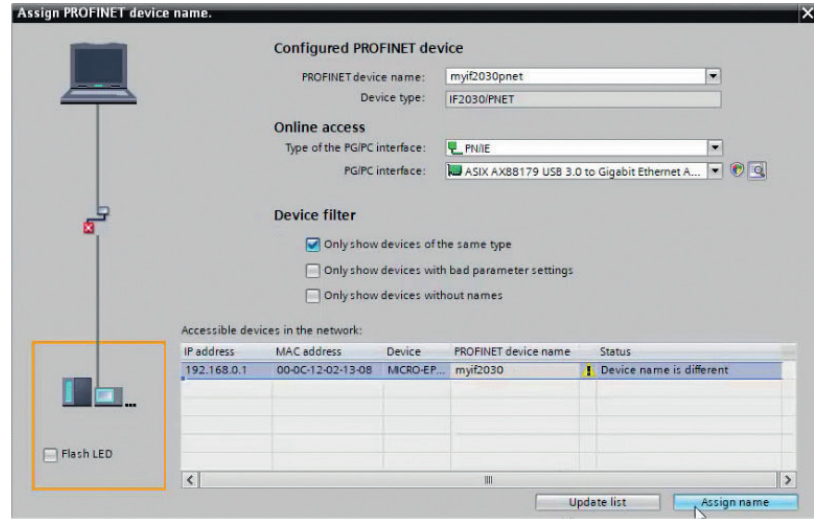 Assign PROFINET device name.
Configured PROFINET device
PROFINET device name: myif2030pnet
Device type: IF2030/PNET
Online access
Type of the PG/PC interface: PN/IE
PG/PC interface: ASIX AX88179 USB 3.0 to Gigabit Ethernet A...
Device filter
Only show devices of the same type
Only show devices with bad parameter settings
Only show devices without names
Accessible devices in the network:
IP address MAC address Device PROFINET device name Status
192.168.0.1 00-0C-12-02-13-08 MICRO-EP... myif2030 Device name is different
...
Flash LED
Update list Assign name